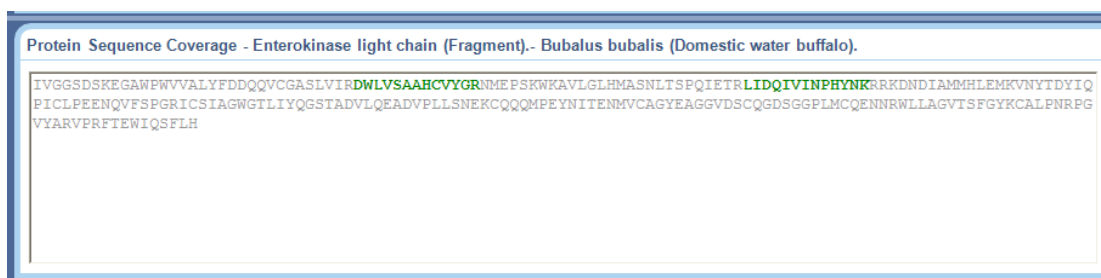 Protein Sequence Coverage - Enterokinase light chain (Fragment).- Bubalus bubalis (Domestic water buffalo).
IVGGSDSKEGAWPWVVALYFDDQQVCGASLVIRDWLVSAAHCVYGRNMEPSKWKAVLGLHMASNLTSPQIETRLIDQIVINPHYNKRRKDNDIAMMHLEMKVNYTDYIQ
PICLPEENQVFSPGRICSIAGWGTLIYQGSTADVLQEADVPLLSNEKCQQQMPEYNITENMVCAGYEAGGVDSCQGDSGGPLMCQENNRWLLAGVTSFGYKCALPNRPG
VYARVPRFTEWIQSFLH